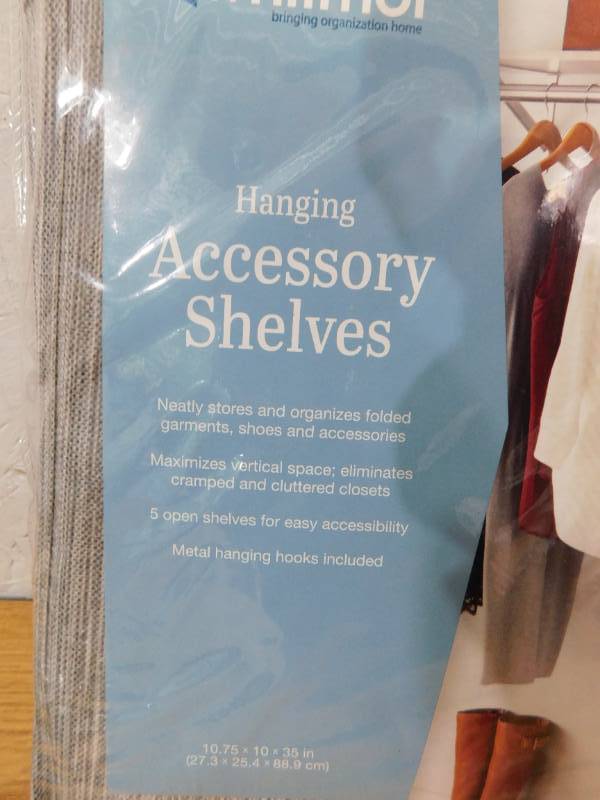 bringing organization home
Hanging
Accessory
Shelves
Neatly stores and organizes folded
garments, shoes and accessories
Maximizes vertical space; eliminates
cramped and cluttered closets
5 open shelves for easy accessibility
Metal hanging hooks included
10.75 × 10 × 35 in
(27.3 × 25.4 × 88.9 cm)